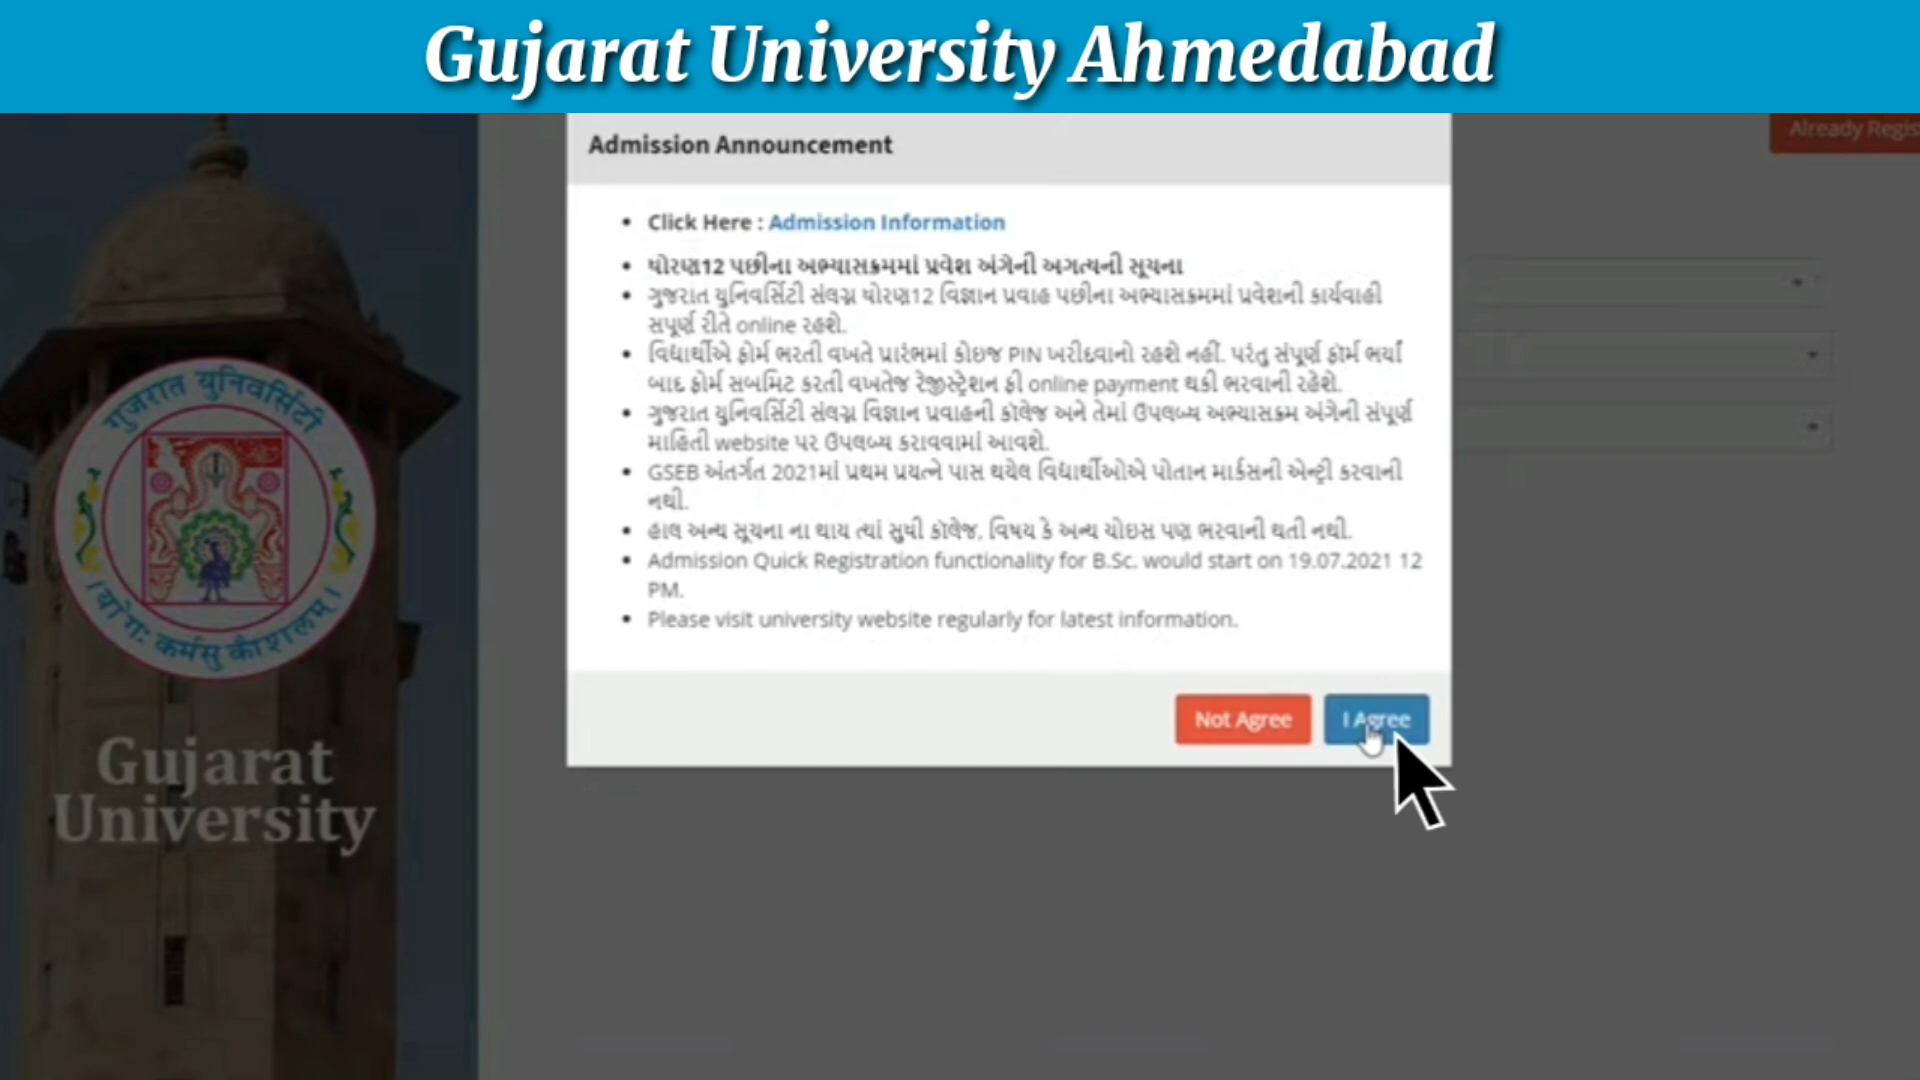 Gujarat University Ahmedabad
Already Regis
Admission Announcement
• Click Here : Admission Information
• ધોરણ12 પછીના અભ્યાસક્રમમાં પ્રવેશ અંગેની અગત્યની સૂચના
• ગુજરાત યુનિવર્સિટી સંલગ્ન ધોરણ12 વિજ્ઞાન પ્રવાહ પછીના અભ્યાસક્રમમાં પ્રવેશની કાર્યવાહી
સપૂર્ણ રીતે online રહશે.
• વિદ્યાર્થીએ ફોર્મ ભરતી વખતે પ્રારંભમાં કોઇજ PIN ખરીદવાનો રહશે નહીં. પરંતુ સંપૂર્ણ ફોર્મ ભર્યાં
બાદ ફોર્મ સબમિટ કરતી વખતેજ રેજીસ્ટ્રેશન ફી online payment થકી ભરવાની રહેશે.
• ગુજરાત યુનિવર્સિટી સંલગ્ન વિજ્ઞાન પ્રવાહની કૉલેજ અને તેમાં ઉપલબ્ધ અભ્યાસક્રમ અંગેની સંપૂર્ણ
માહિતી website પર ઉપલબ્ધ કરાવવામાં આવશે.
• GSEB અંતર્ગત 2021માં પ્રથમ પ્રયત્ને પાસ થયેલ વિદ્યાર્થીઓએ પોતાન માર્કસની એન્ટ્રી કરવાની
નથી.
• હાલ અન્ય સૂચના ના થાય ત્યાં સુધી કૉલેજ, વિષય કે અન્ય ચોઇસ પણ ભરવાની થતી નથી.
• Admission Quick Registration functionality for B.Sc. would start on 19.07.2021 12
PM.
• Please visit university website regularly for latest information.
Not Agree
I Agree
ગુજરાત યુનિવર્સિટી
।योगः कर्मसु कौशलम्।
Gujarat
University